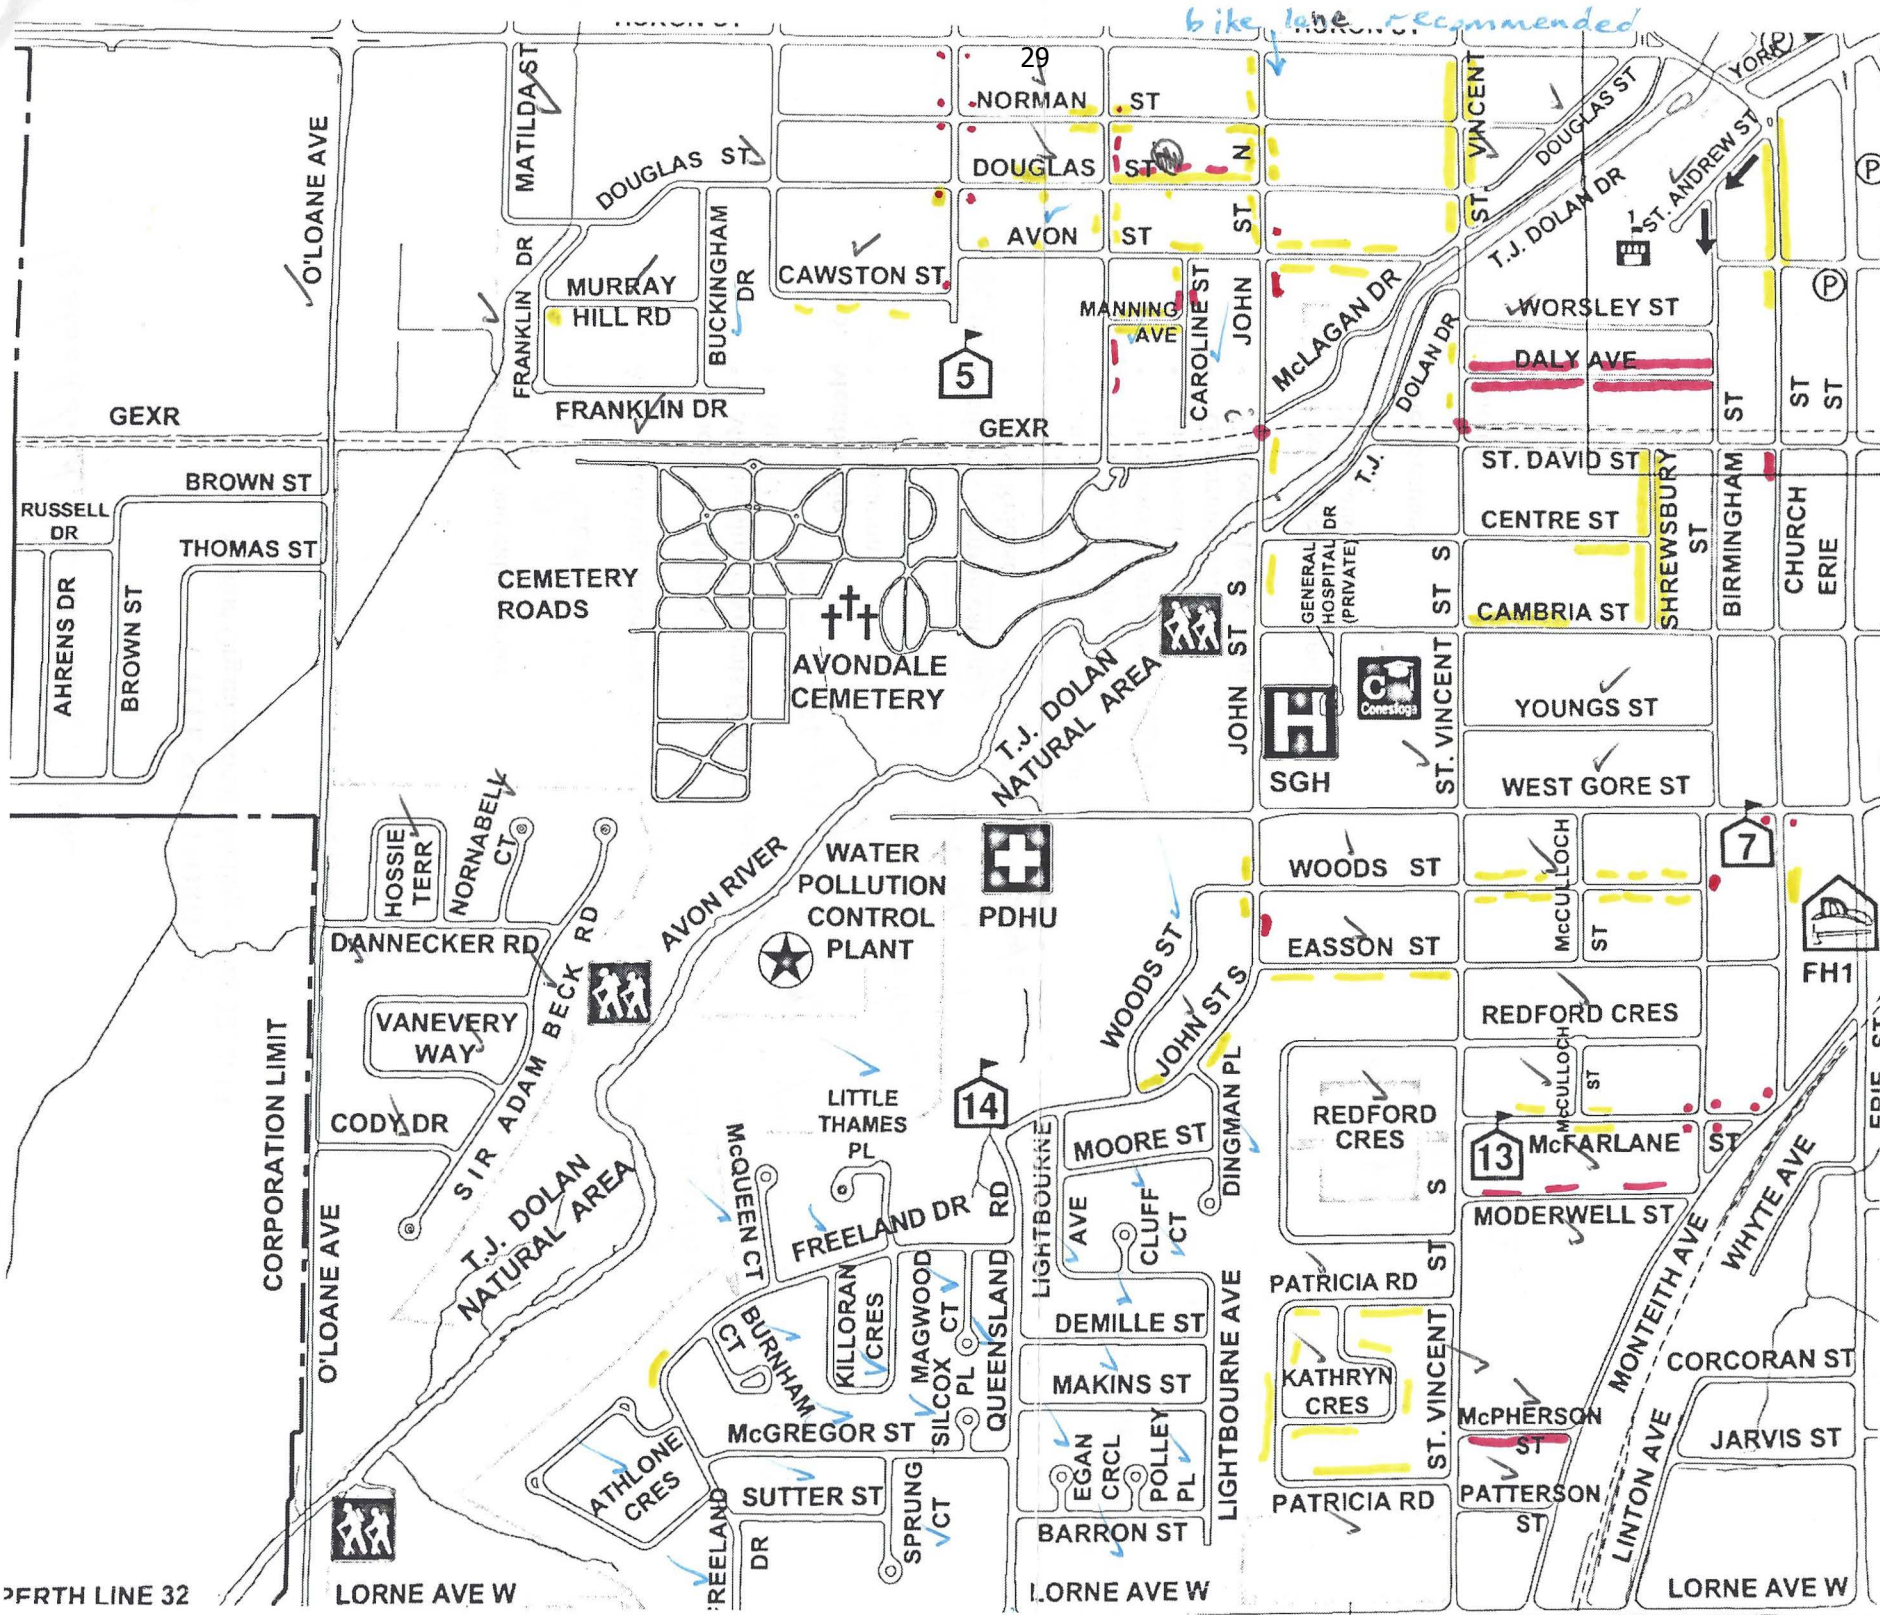 bike lane recommended
HURON ST
HURON ST
29
MATILDA ST
NORMAN ST
ST. VINCENT ST
DOUGLAS ST
YORK
P
O'LOANE AVE
DOUGLAS ST
DOUGLAS ST
JOHN ST N
ST. ANDREW ST
P
T.J. DOLAN DR
AVON ST
FRANKLIN DR
MURRAY
HILL RD
BUCKINGHAM
DR
CAWSTON ST
MANNING
AVE
CAROLINE ST
McLAGAN DR
WORSLEY ST
P
5
T.J. DOLAN DR
DALY AVE
GEXR
FRANKLIN DR
GEXR
BIRMINGHAM ST
CHURCH ST
ERIE ST
BROWN ST
ST. DAVID ST
RUSSELL
DR
THOMAS ST
CENTRE ST
SHREWSBURY
ST
AHRENS DR
BROWN ST
CEMETERY
ROADS
GENERAL
HOSPITAL DR
(PRIVATE)
CAMBRIA ST
AVONDALE
CEMETERY
T.J. DOLAN
NATURAL AREA
JOHN ST S
H
SGH
C
Conestoga
ST. VINCENT ST S
YOUNGS ST
WEST GORE ST
HOSSIE
TERR
NORNABELL
CT
AVON RIVER
WATER
POLLUTION
CONTROL
PLANT
PDHU
WOODS ST
McCULLOCH
ST
7
DANNECKER RD
WOODS ST
EASSON ST
FH1
SIR ADAM BECK RD
VANEVERY
WAY
JOHN ST S
REDFORD CRES
CORPORATION LIMIT
CODY DR
LITTLE
THAMES
PL
14
DINGMAN PL
REDFORD
CRES
McCULLOCH
ST
ERIE ST
MOORE ST
13
McFARLANE ST
T.J. DOLAN
NATURAL AREA
McQUEEN CT
FREELAND DR
QUEENSLAND RD
LIGHTBOURNE
AVE
CLUFF
CT
MODERWELL ST
WHYTE AVE
O'LOANE AVE
BURNHAM
CT
KILLORAN
CRES
MAGWOOD
CT
PATRICIA RD
MONTEITH AVE
DEMILLE ST
LIGHTBOURNE AVE
ST. VINCENT ST S
CORCORAN ST
SILCOX
PL
MAKINS ST
KATHRYN
CRES
McPHERSON
ST
McGREGOR ST
JARVIS ST
ATHLONE
CRES
SUTTER ST
SPRUNG
CT
EGAN
CRCL
POLLEY
PL
PATRICIA RD
PATTERSON
ST
LINTON AVE
FREELAND
DR
BARRON ST
PERTH LINE 32
LORNE AVE W
LORNE AVE W
LORNE AVE W